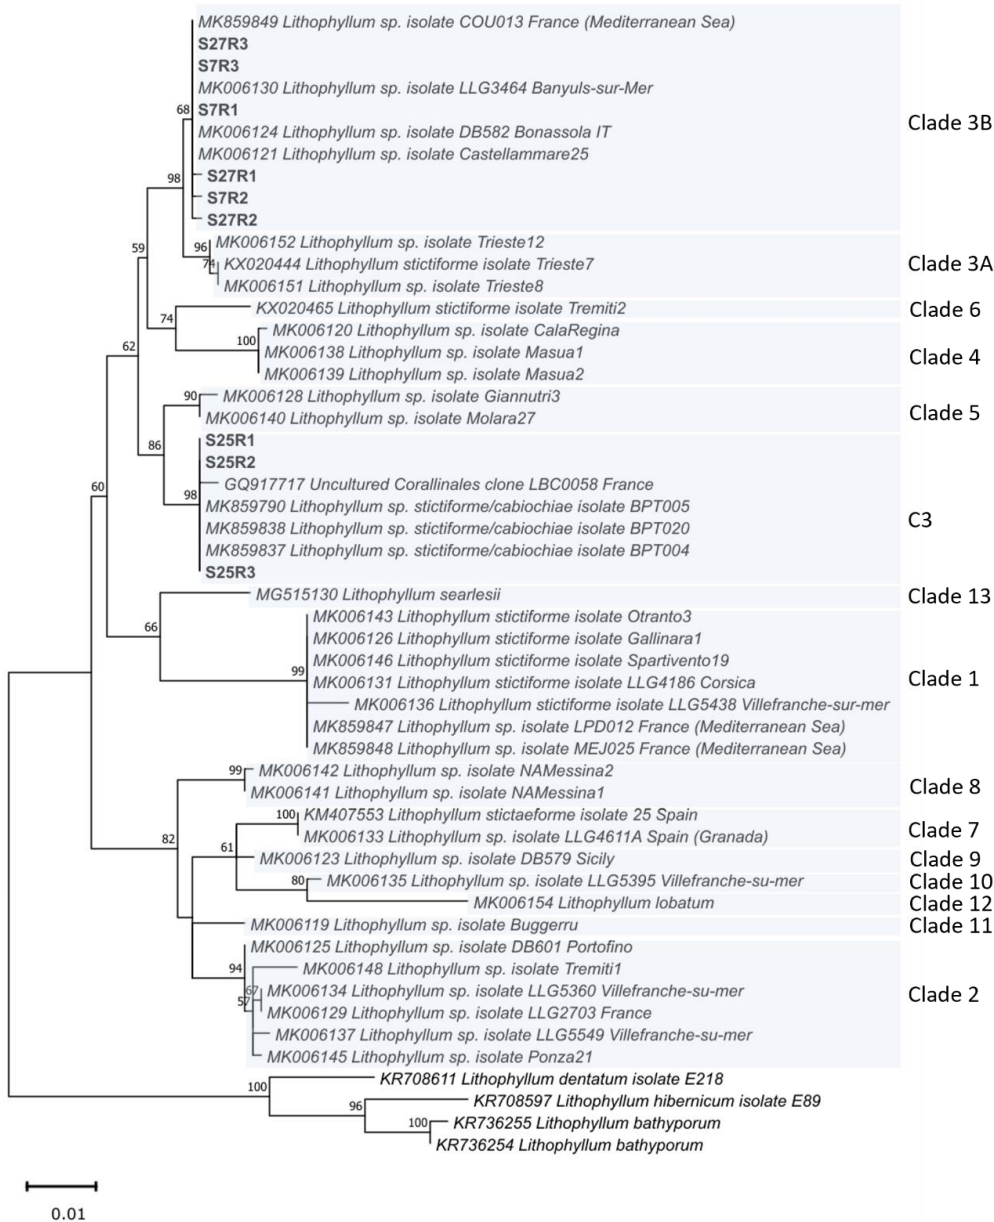 MK859849 Lithophyllum sp. isolate COU013 France (Mediterranean Sea)
S27R3
S7R3
MK006130 Lithophyllum sp. isolate LLG3464 Banyuls-sur-Mer
68
S7R1
Clade 3B
MK006124 Lithophyllum sp. isolate DB582 Bonassola IT
MK006121 Lithophyllum sp. isolate Castellammare25
98
S27R1
S7R2
S27R2
59
96
MK006152 Lithophyllum sp. isolate Trieste12
74
KX020444 Lithophyllum stictiforme isolate Trieste7
Clade 3A
MK006151 Lithophyllum sp. isolate Trieste8
KX020465 Lithophyllum stictiforme isolate Tremiti2
Clade 6
74
MK006120 Lithophyllum sp. isolate CalaRegina
62
100
MK006138 Lithophyllum sp. isolate Masua1
Clade 4
MK006139 Lithophyllum sp. isolate Masua2
90
MK006128 Lithophyllum sp. isolate Giannutri3
Clade 5
MK006140 Lithophyllum sp. isolate Molara27
86
S25R1
S25R2
60
98
GQ917717 Uncultured Corallinales clone LBC0058 France
MK859790 Lithophyllum sp. stictiforme/cabiochiae isolate BPT005
C3
MK859838 Lithophyllum sp. stictiforme/cabiochiae isolate BPT020
MK859837 Lithophyllum sp. stictiforme/cabiochiae isolate BPT004
S25R3
MG515130 Lithophyllum searlesii
Clade 13
66
MK006143 Lithophyllum stictiforme isolate Otranto3
MK006126 Lithophyllum stictiforme isolate Gallinara1
MK006146 Lithophyllum stictiforme isolate Spartivento19
99
MK006131 Lithophyllum stictiforme isolate LLG4186 Corsica
Clade 1
MK006136 Lithophyllum stictiforme isolate LLG5438 Villefranche-sur-mer
MK859847 Lithophyllum sp. isolate LPD012 France (Mediterranean Sea)
MK859848 Lithophyllum sp. isolate MEJ025 France (Mediterranean Sea)
99
MK006142 Lithophyllum sp. isolate NAMessina2
Clade 8
MK006141 Lithophyllum sp. isolate NAMessina1
100
KM407553 Lithophyllum stictaeforme isolate 25 Spain
Clade 7
82
61
MK006133 Lithophyllum sp. isolate LLG4611A Spain (Granada)
MK006123 Lithophyllum sp. isolate DB579 Sicily
Clade 9
80
MK006135 Lithophyllum sp. isolate LLG5395 Villefranche-su-mer
Clade 10
MK006154 Lithophyllum lobatum
Clade 12
MK006119 Lithophyllum sp. isolate Buggerru
Clade 11
MK006125 Lithophyllum sp. isolate DB601 Portofino
94
MK006148 Lithophyllum sp. isolate Tremiti1
67
MK006134 Lithophyllum sp. isolate LLG5360 Villefranche-su-mer
Clade 2
57
MK006129 Lithophyllum sp. isolate LLG2703 France
MK006137 Lithophyllum sp. isolate LLG5549 Villefranche-su-mer
MK006145 Lithophyllum sp. isolate Ponza21
100
KR708611 Lithophyllum dentatum isolate E218
96
KR708597 Lithophyllum hibernicum isolate E89
100
KR736255 Lithophyllum bathyporum
KR736254 Lithophyllum bathyporum
0.01